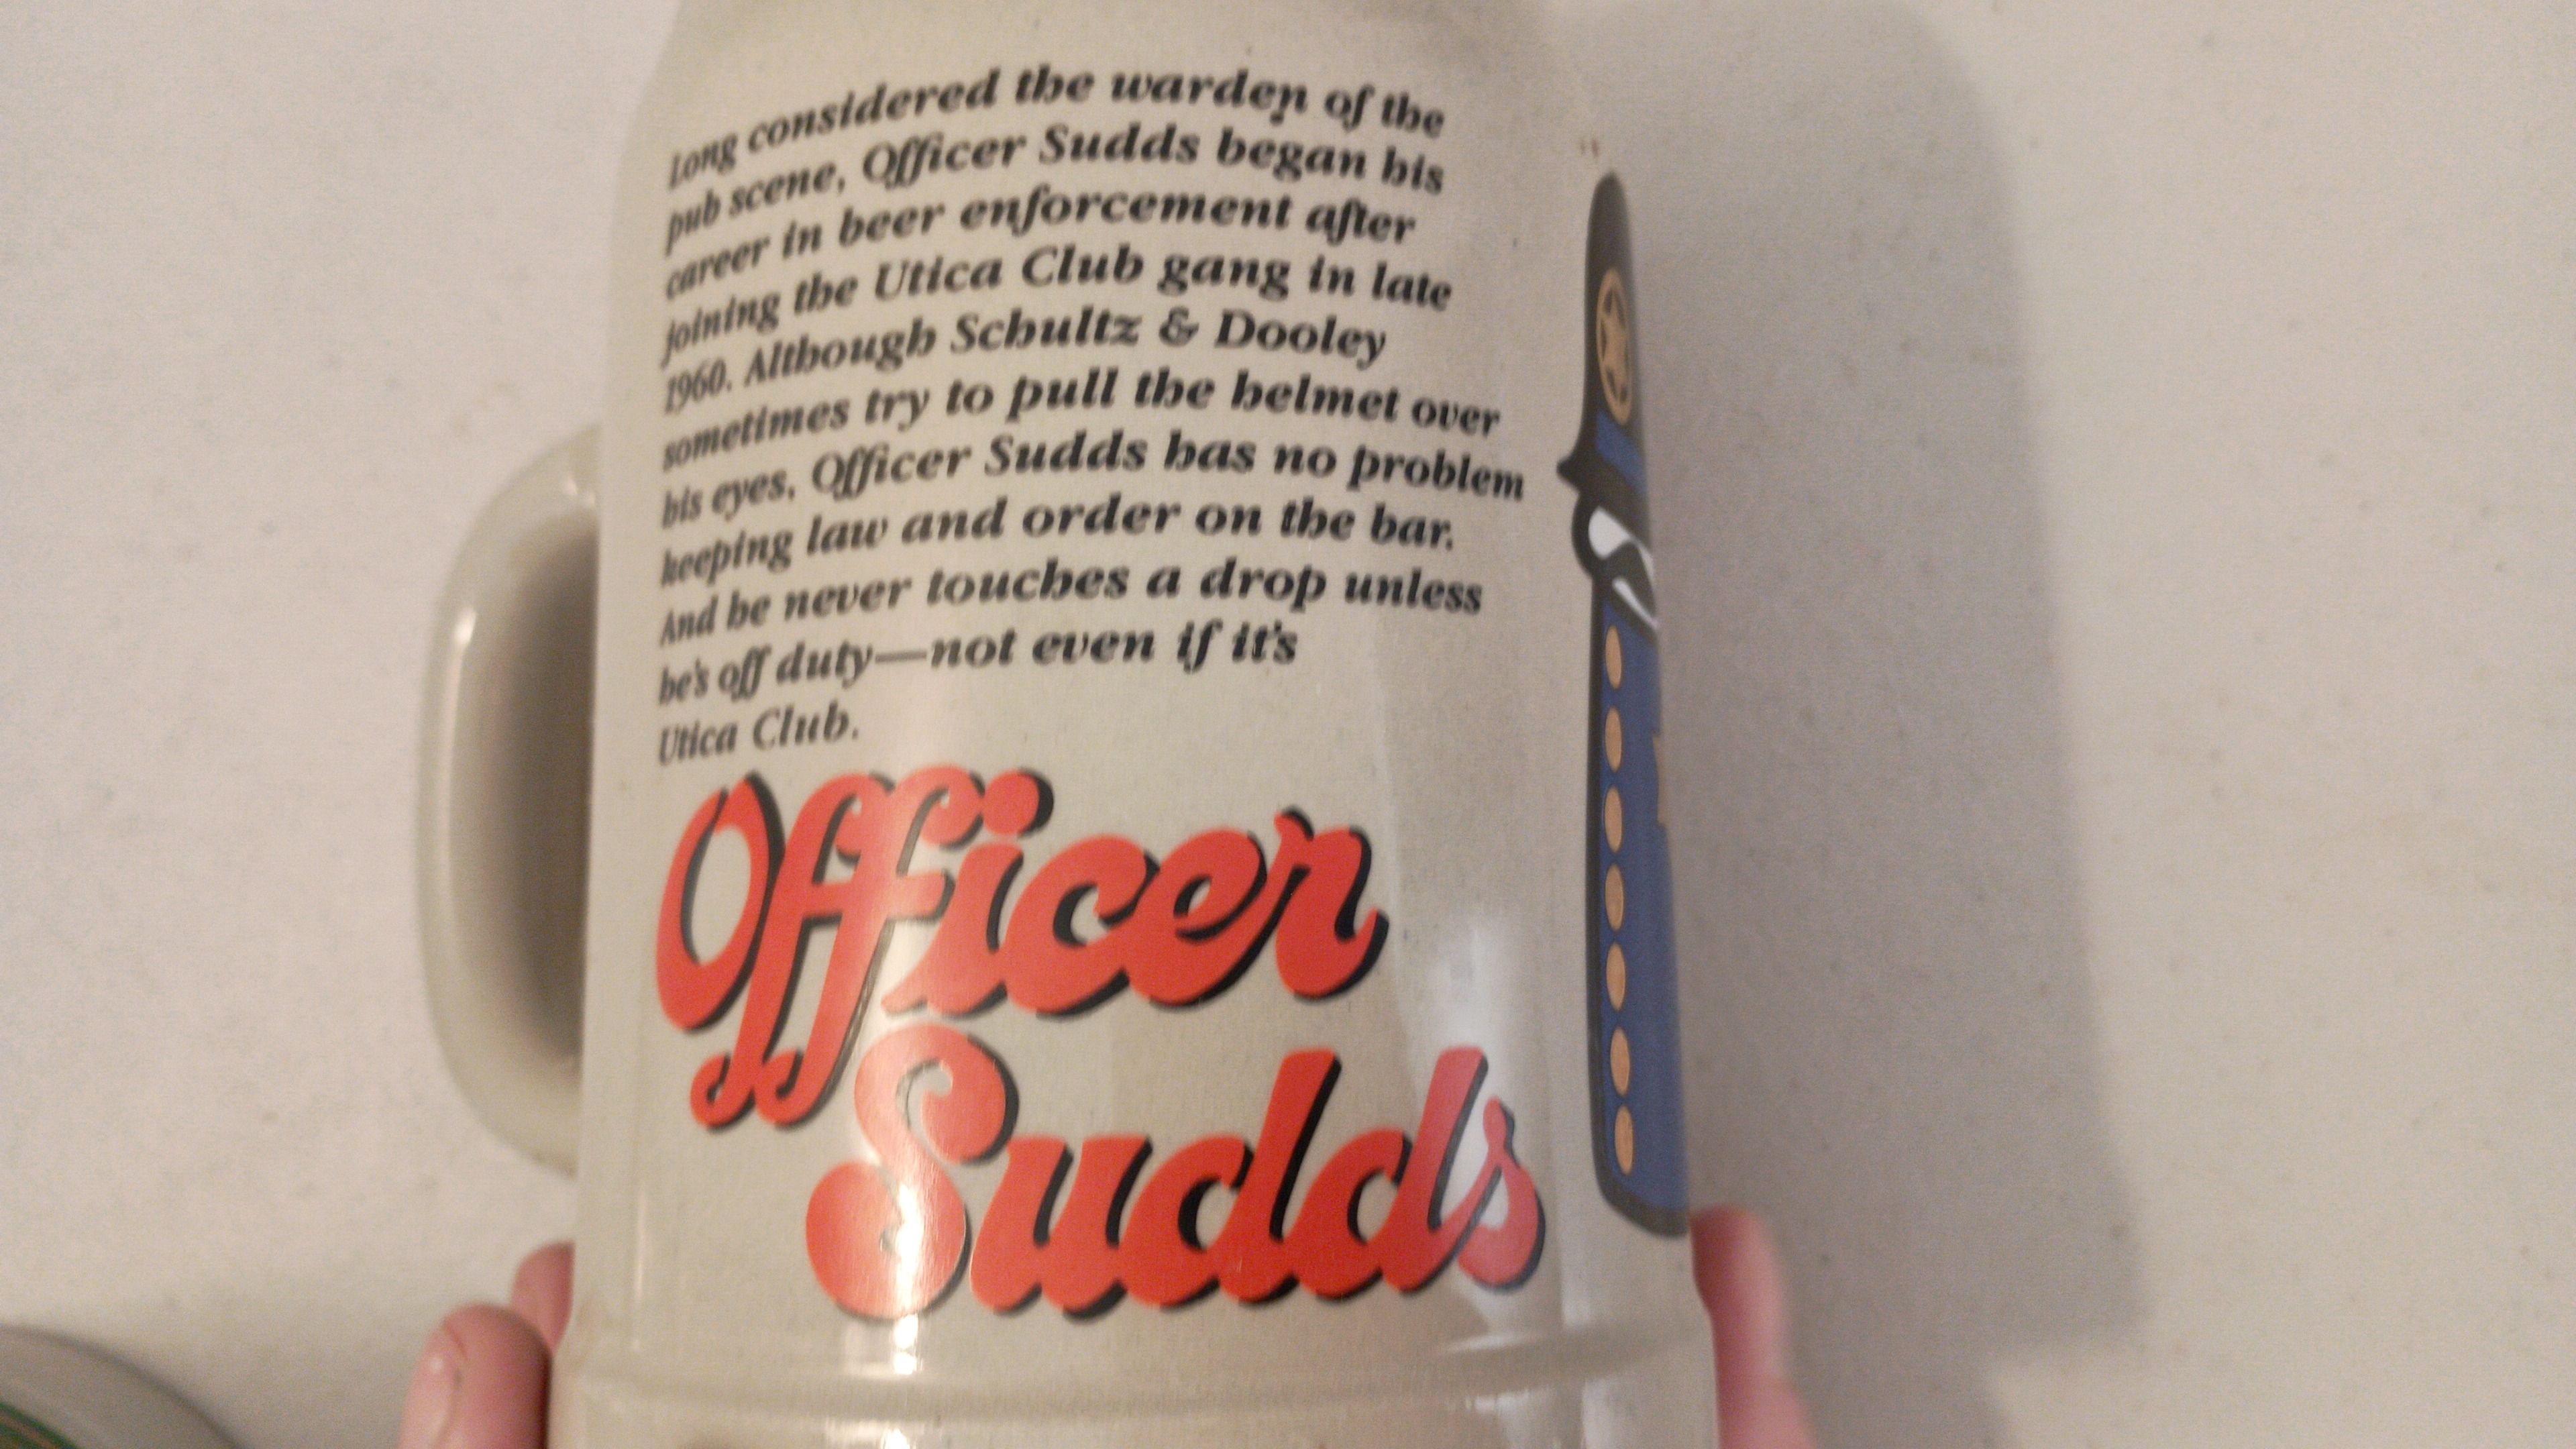 Long considered the warden of the
pub scene, Officer Sudds began his
career in beer enforcement after
joining the Utica Club gang in late
1960. Although Schultz & Dooley
sometimes try to pull the helmet over
his eyes, Officer Sudds has no problem
keeping law and order on the bar.
And he never touches a drop unless
he's off duty—not even if it's
Utica Club.
Officer
Sudds